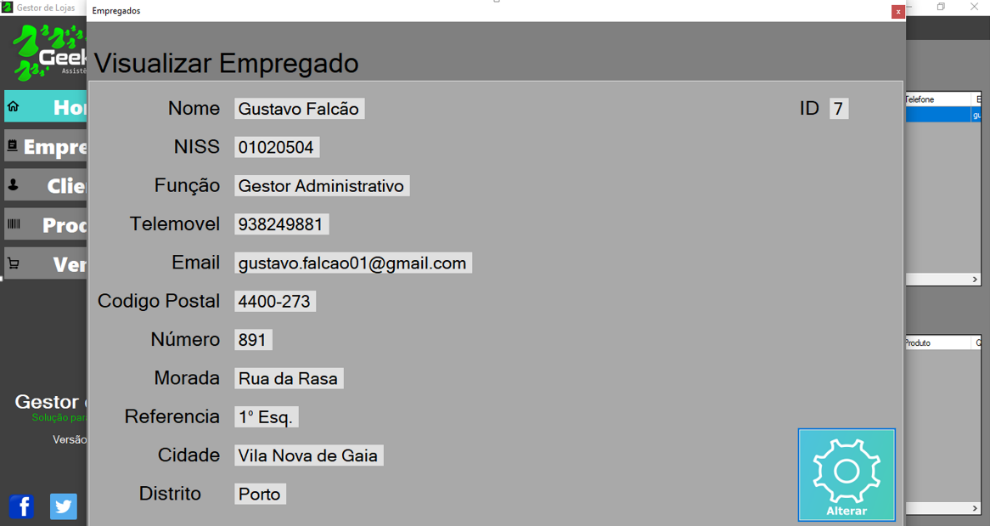 Gestor de Lojas
Empregados
x
Geek
Visualizar Empregado
Nome Gustavo Falcão ID 7
NISS 01020504
Função Gestor Administrativo
Telemovel 938249881
Email gustavo.falcao01@gmail.com
Codigo Postal 4400-273
Número 891
Morada Rua da Rasa
Referencia 1º Esq.
Cidade Vila Nova de Gaia
Distrito Porto
Alterar
Telefone E
gu
Produto Q
Ho
Empre
Clie
Prod
Ver
Gestor
Solução par
Versão